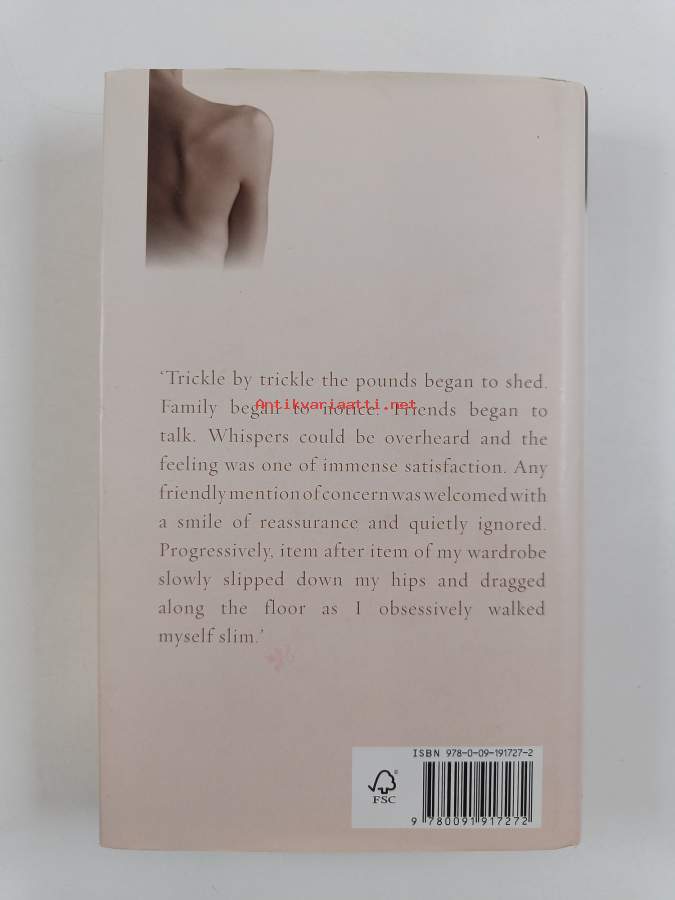 ‘Trickle by trickle the pounds began to shed.
Family began to notice. Friends began to
Antikvariaatti.net
talk. Whispers could be overheard and the
feeling was one of immense satisfaction. Any
friendly mention of concern was welcomed with
a smile of reassurance and quietly ignored.
Progressively, item after item of my wardrobe
slowly slipped down my hips and dragged
along the floor as I obsessively walked
myself slim.’
ISBN 978-0-09-191727-2
FSC
9 780091 917272